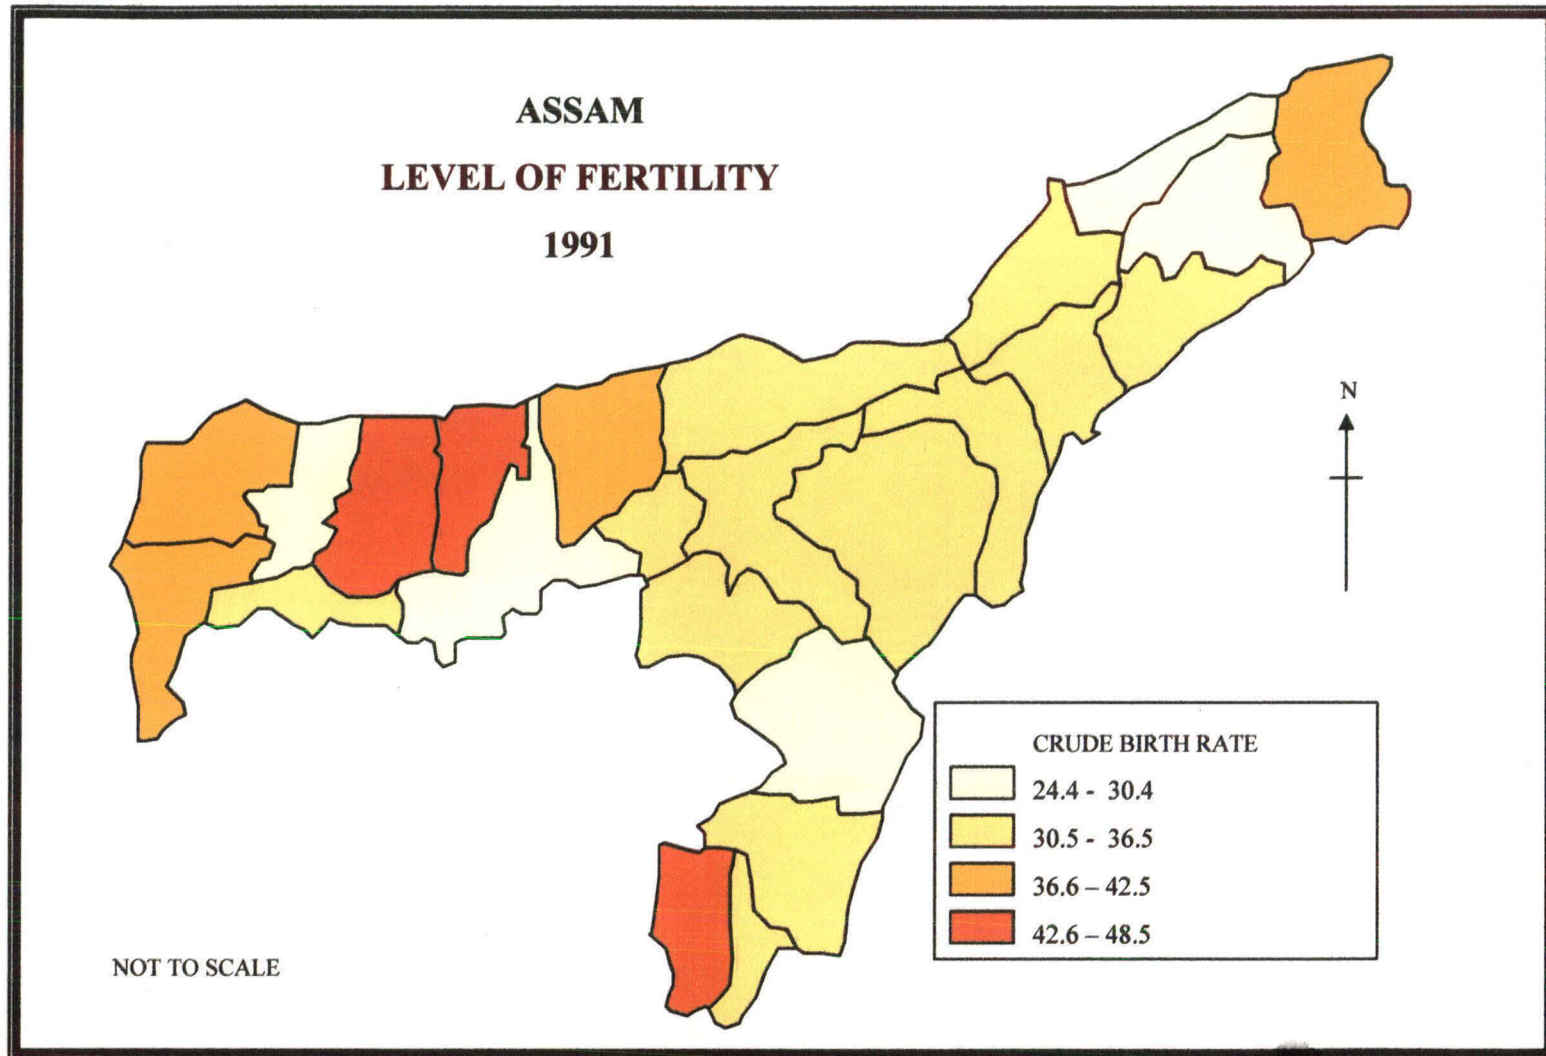 ASSAM
LEVEL OF FERTILITY
1991
N
CRUDE BIRTH RATE
24.4 - 30.4
30.5 - 36.5
36.6 – 42.5
42.6 – 48.5
NOT TO SCALE